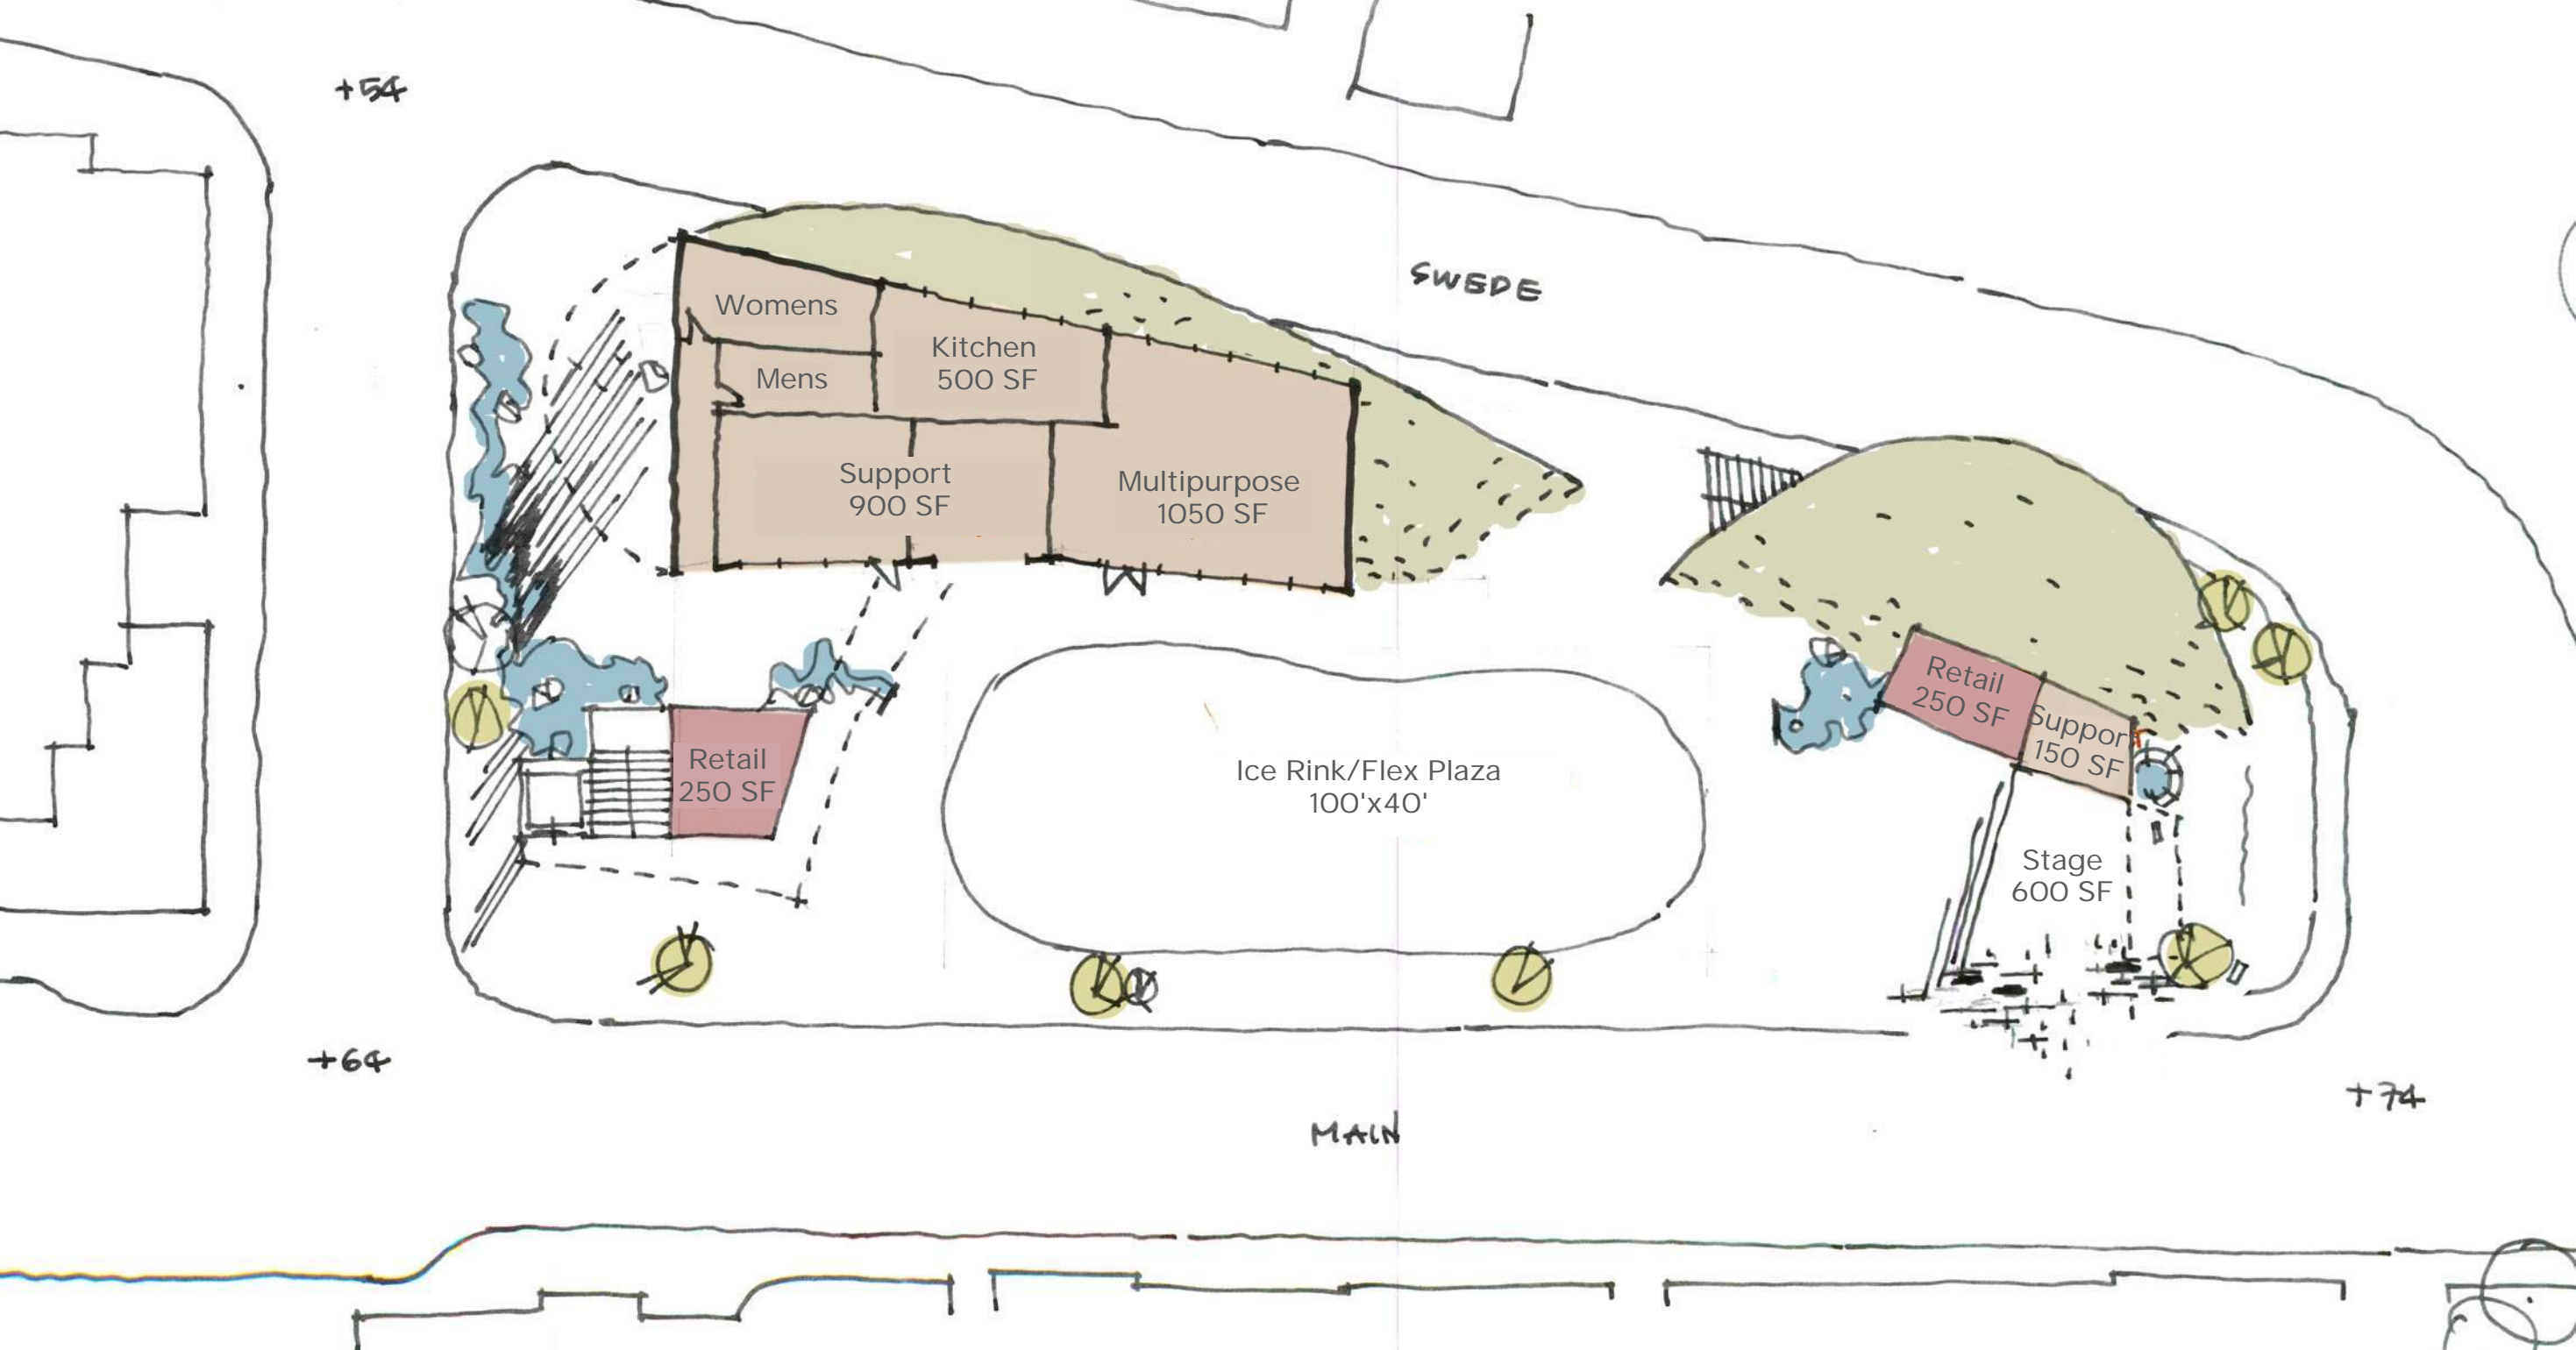 +54
SWEDE
Womens
Mens
Kitchen
500 SF
Support
900 SF
Multipurpose
1050 SF
Retail
250 SF
Ice Rink/Flex Plaza
100'x40'
Retail
250 SF
Suppor
150 SF
Stage
600 SF
+64
+74
MAIN